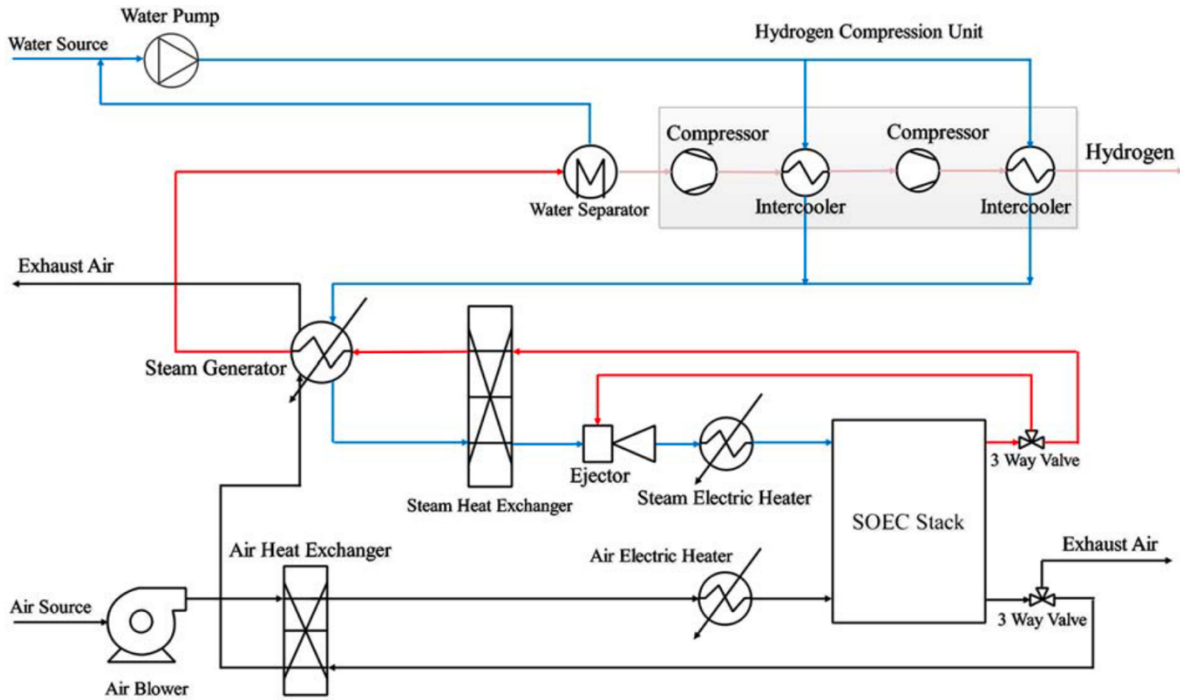 Water Pump
Water Source
Hydrogen Compression Unit
Compressor
Compressor
Hydrogen
Water Separator
Intercooler
Intercooler
Exhaust Air
Steam Generator
Ejector
3 Way Valve
Steam Electric Heater
Steam Heat Exchanger
SOEC Stack
Air Heat Exchanger
Air Electric Heater
Exhaust Air
Air Source
3 Way Valve
Air Blower